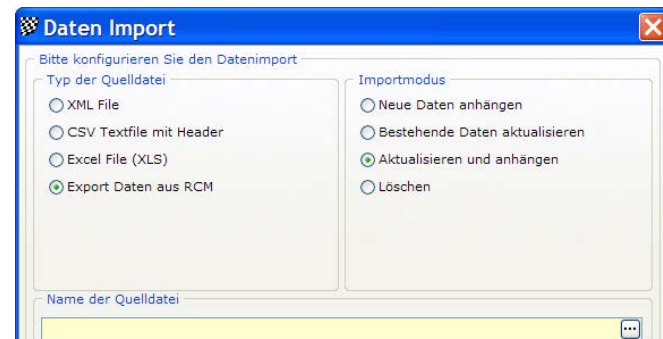 Daten Import
Bitte konfigurieren Sie den Datenimport
Typ der Quelldatei
XML File
CSV Textfile mit Header
Excel File (XLS)
Export Daten aus RCM
Importmodus
Neue Daten anhängen
Bestehende Daten aktualisieren
Aktualisieren und anhängen
Löschen
Name der Quelldatei
...